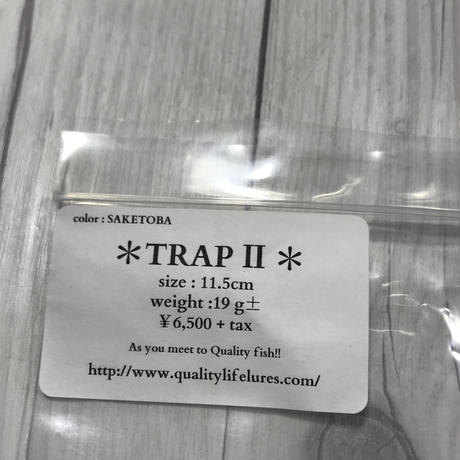 color : SAKETOBA
＊TRAP II＊
size : 11.5cm
weight :19 g±
￥6,500 + tax
As you meet to Quality fish!!
http://www.qualitylifelures.com/